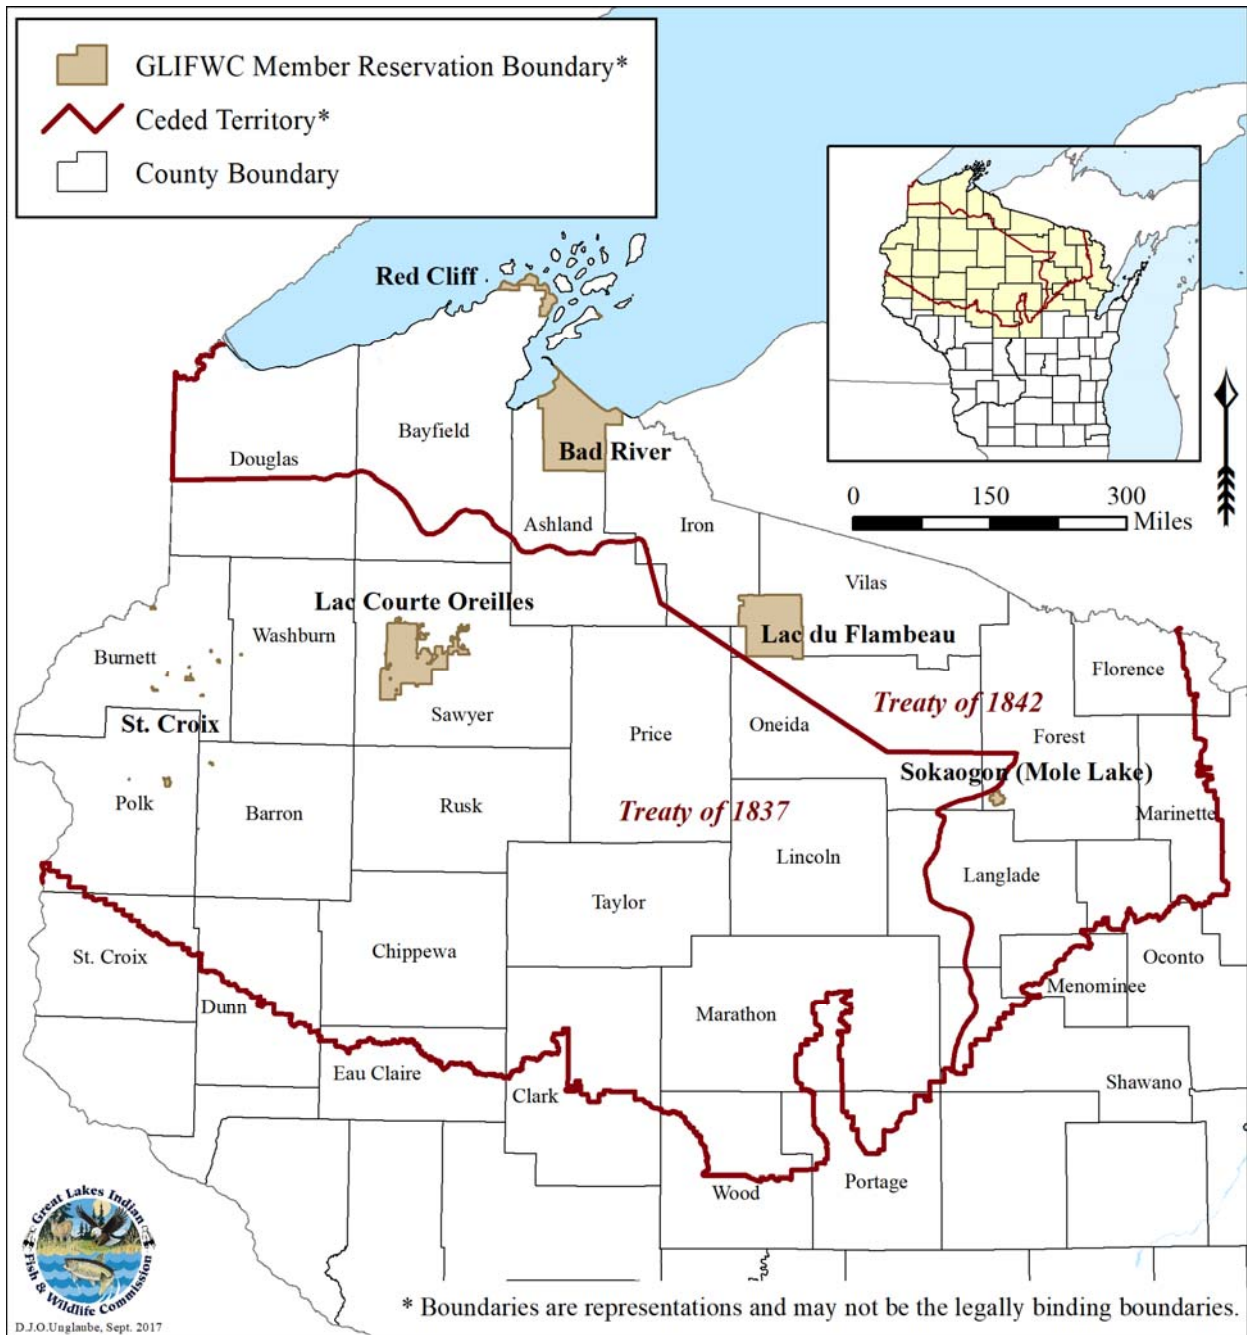 GLIFWC Member Reservation Boundary*
Ceded Territory*
County Boundary
Red Cliff
0 150 300
Miles
Bayfield
Douglas
Bad River
Ashland
Iron
Vilas
Lac Courte Oreilles
Washburn
Lac du Flambeau
Burnett
Florence
St. Croix
Sawyer
Treaty of 1842
Oneida
Price
Forest
Sokaogon (Mole Lake)
Polk
Barron
Rusk
Treaty of 1837
Marinette
Lincoln
Langlade
Taylor
St. Croix
Chippewa
Oconto
Menominee
Dunn
Marathon
Eau Claire
Clark
Shawano
Wood
Portage
Great Lakes Indian
Fish & Wildlife Commission
* Boundaries are representations and may not be the legally binding boundaries.
D.J.O.Unglaube, Sept. 2017